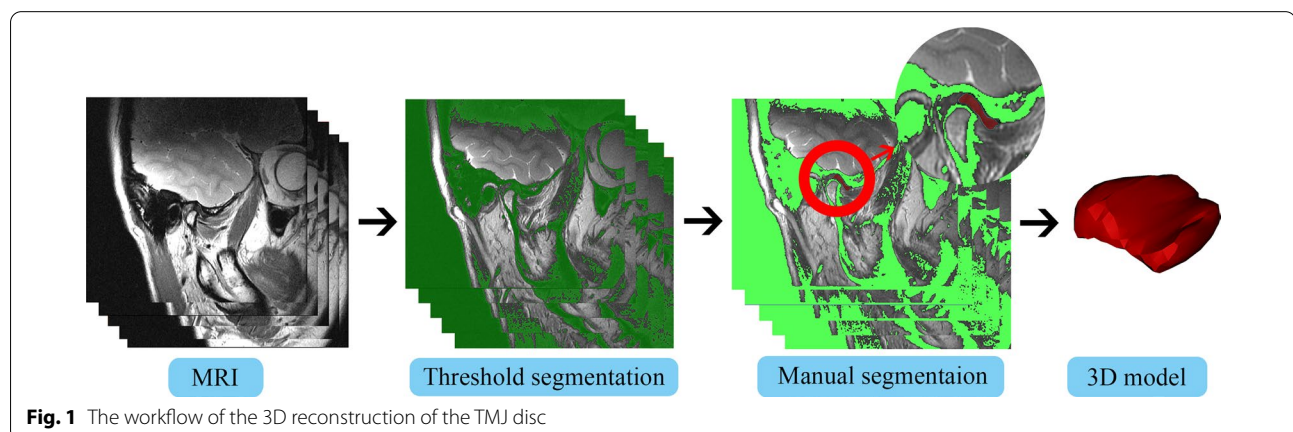 MRI
Threshold segmentation
Manual segmentaion
3D model
Fig. 1 The workflow of the 3D reconstruction of the TMJ disc